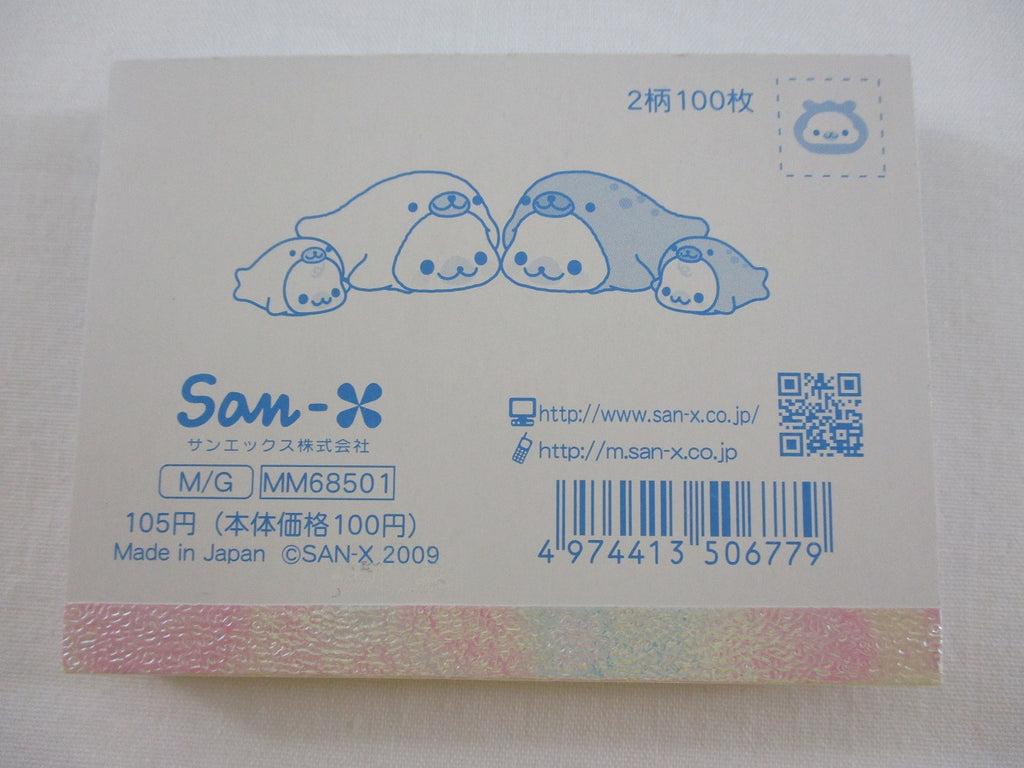 2柄100枚
San-X
サンエックス株式会社
M/G MM68501
105円（本体価格100円）
Made in Japan ©SAN-X 2009
http://www.san-x.co.jp/
http://m.san-x.co.jp
4 974413 506779